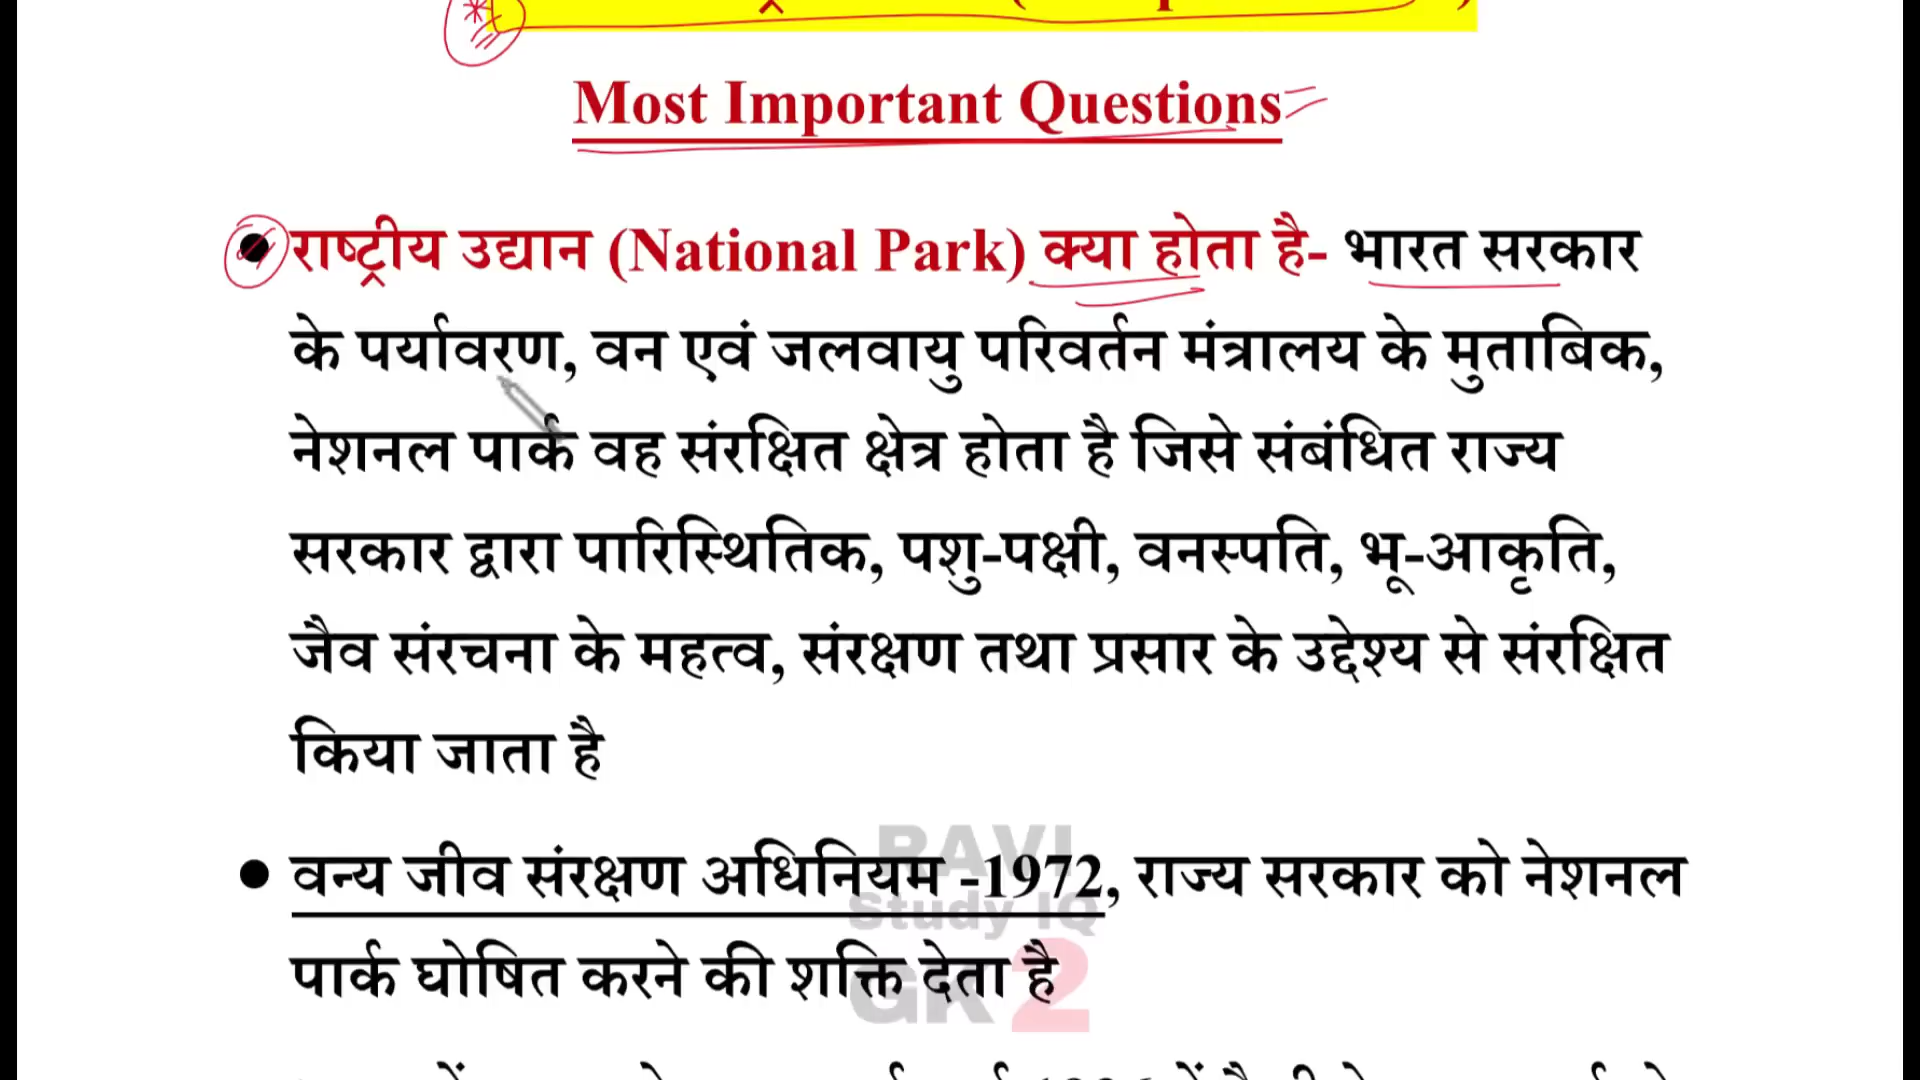 Most Important Questions
राष्ट्रीय उद्यान (National Park) क्या होता है- भारत सरकार
के पर्यावरण, वन एवं जलवायु परिवर्तन मंत्रालय के मुताबिक,
नेशनल पार्क वह संरक्षित क्षेत्र होता है जिसे संबंधित राज्य
सरकार द्वारा पारिस्थितिक, पशु-पक्षी, वनस्पति, भू-आकृति,
जैव संरचना के महत्व, संरक्षण तथा प्रसार के उद्देश्य से संरक्षित
किया जाता है
RAVI
वन्य जीव संरक्षण अधिनियम -1972, राज्य सरकार को नेशनल
Study IQ
पार्क घोषित करने की शक्ति देता है
GK 2